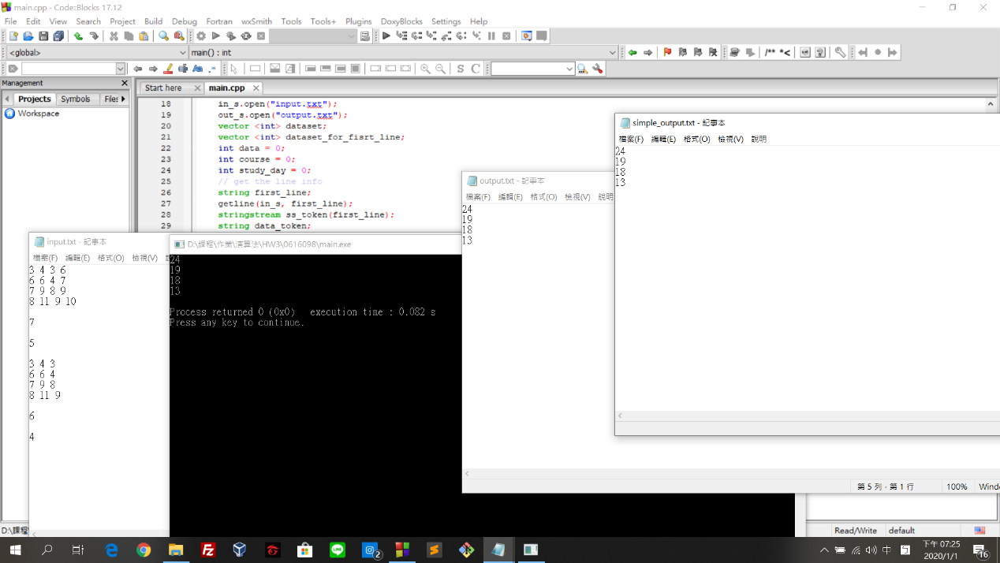 main.cpp - Code::Blocks 17.12
File Edit View Search Project Build Debug Fortran wxSmith Tools Tools+ Plugins DoxyBlocks Settings Help
<global> main() : int
/** *<
S C
Management
Projects Symbols Files
Workspace
Start here main.cpp
18 in_s.open("input.txt");
19 out_s.open("output.txt");
20 vector <int> dataset;
21 vector <int> dataset_for_fisrt_line;
22 int data = 0;
23 int course = 0;
24 int study_day = 0;
25 // get the line info
26 string first_line;
27 getline(in_s, first_line);
28 stringstream ss_token(first_line);
29 string data_token;
input.txt - 記事本
檔案(F) 編輯(E) 格式(O) 檢視(V)
3 4 3 6
6 6 4 7
7 9 8 9
8 11 9 10
7
5
3 4 3
6 6 4
7 9 8
8 11 9
6
4
D:\課程\作業\演算法\HW3\0616098\main.exe
24
19
18
13
Process returned 0 (0x0) execution time : 0.082 s
Press any key to continue.
output.txt - 記事本
檔案(F) 編輯(E) 格式(O) 檢視(V) 說明
24
19
18
13
第 5 列，第 1 行 100% Windo
simple_output.txt - 記事本
檔案(F) 編輯(E) 格式(O) 檢視(V) 說明
24
19
18
13
D:\課程 Read/Write default
2
中
下午 07:25
2020/1/1
16